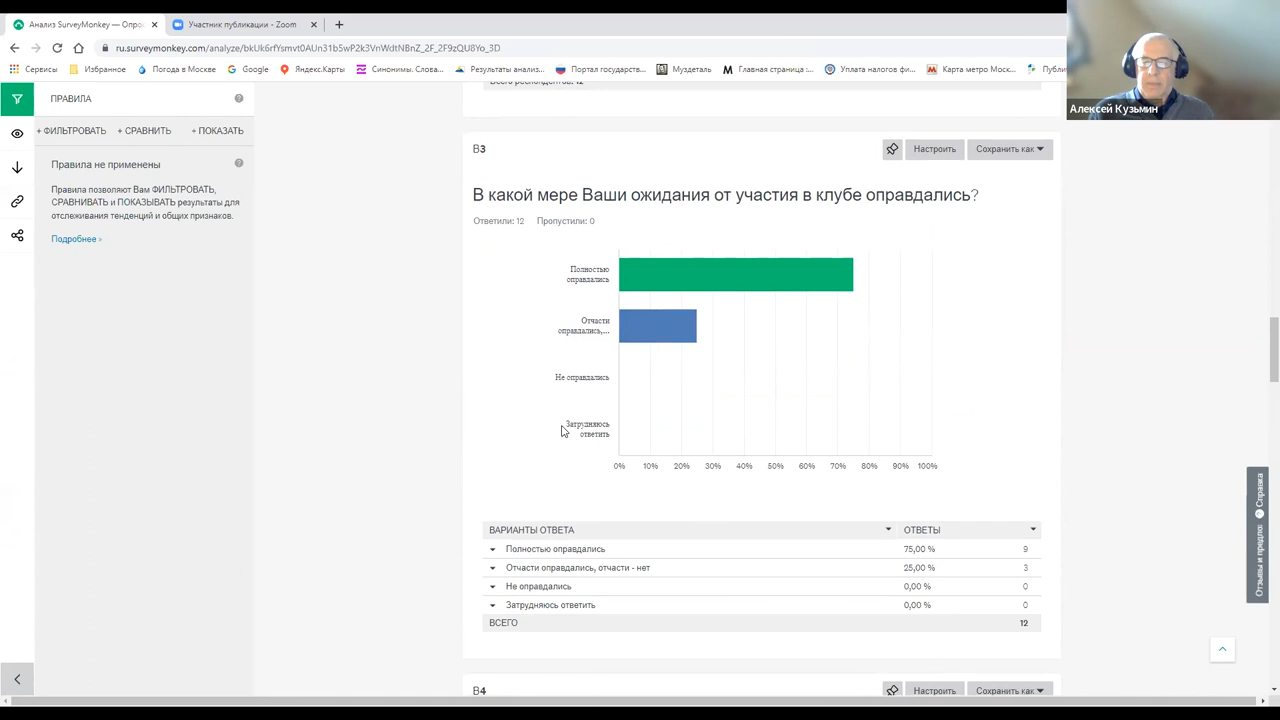 Анализ SurveyMonkey — Опро
Участник публикации - Zoom
ru.surveymonkey.com/analyze/bkUk6rfYsmvt0AUn31b5wP2k3VnWdtNBnZ_2F_2F9zQU8Yo_3D
Сервисы
Избранное
Погода в Москве
Google
Яндекс.Карты
Синонимы. Слова...
Результаты анализ...
Портал государств...
Муздеталь
Главная страница :...
Уплата налогов фи...
Карта метро Моск...
Публи
Алексей Кузьмин
ПРАВИЛА
+ ФИЛЬТРОВАТЬ
+ СРАВНИТЬ
+ ПОКАЗАТЬ
Правила не применены
Правила позволяют Вам ФИЛЬТРОВАТЬ,
СРАВНИВАТЬ и ПОКАЗЫВАТЬ результаты для
отслеживания тенденций и общих признаков.
Подробнее »
Всего респондентов: 12
В3
Настроить
Сохранить как
В какой мере Ваши ожидания от участия в клубе оправдались?
Ответили: 12 Пропустили: 0
Полностью
оправдались
Отчасти
оправдались,...
Не оправдались
Затрудняюсь
ответить
0% 10% 20% 30% 40% 50% 60% 70% 80% 90% 100%
ВАРИАНТЫ ОТВЕТА ОТВЕТЫ
Полностью оправдались 75,00 % 9
Отчасти оправдались, отчасти - нет 25,00 % 3
Не оправдались 0,00 % 0
Затрудняюсь ответить 0,00 % 0
ВСЕГО 12
Справка
Отзывы и предло
В4
Настроить
Сохранить как